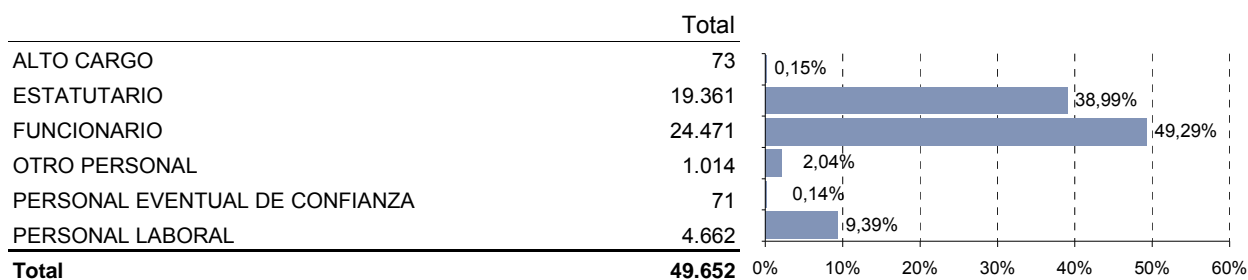 Total
ALTO CARGO 73 0,15%
ESTATUTARIO 19.361 38,99%
FUNCIONARIO 24.471 49,29%
OTRO PERSONAL 1.014 2,04%
PERSONAL EVENTUAL DE CONFIANZA 71 0,14%
PERSONAL LABORAL 4.662 9,39%
Total 49.652 0% 10% 20% 30% 40% 50% 60%